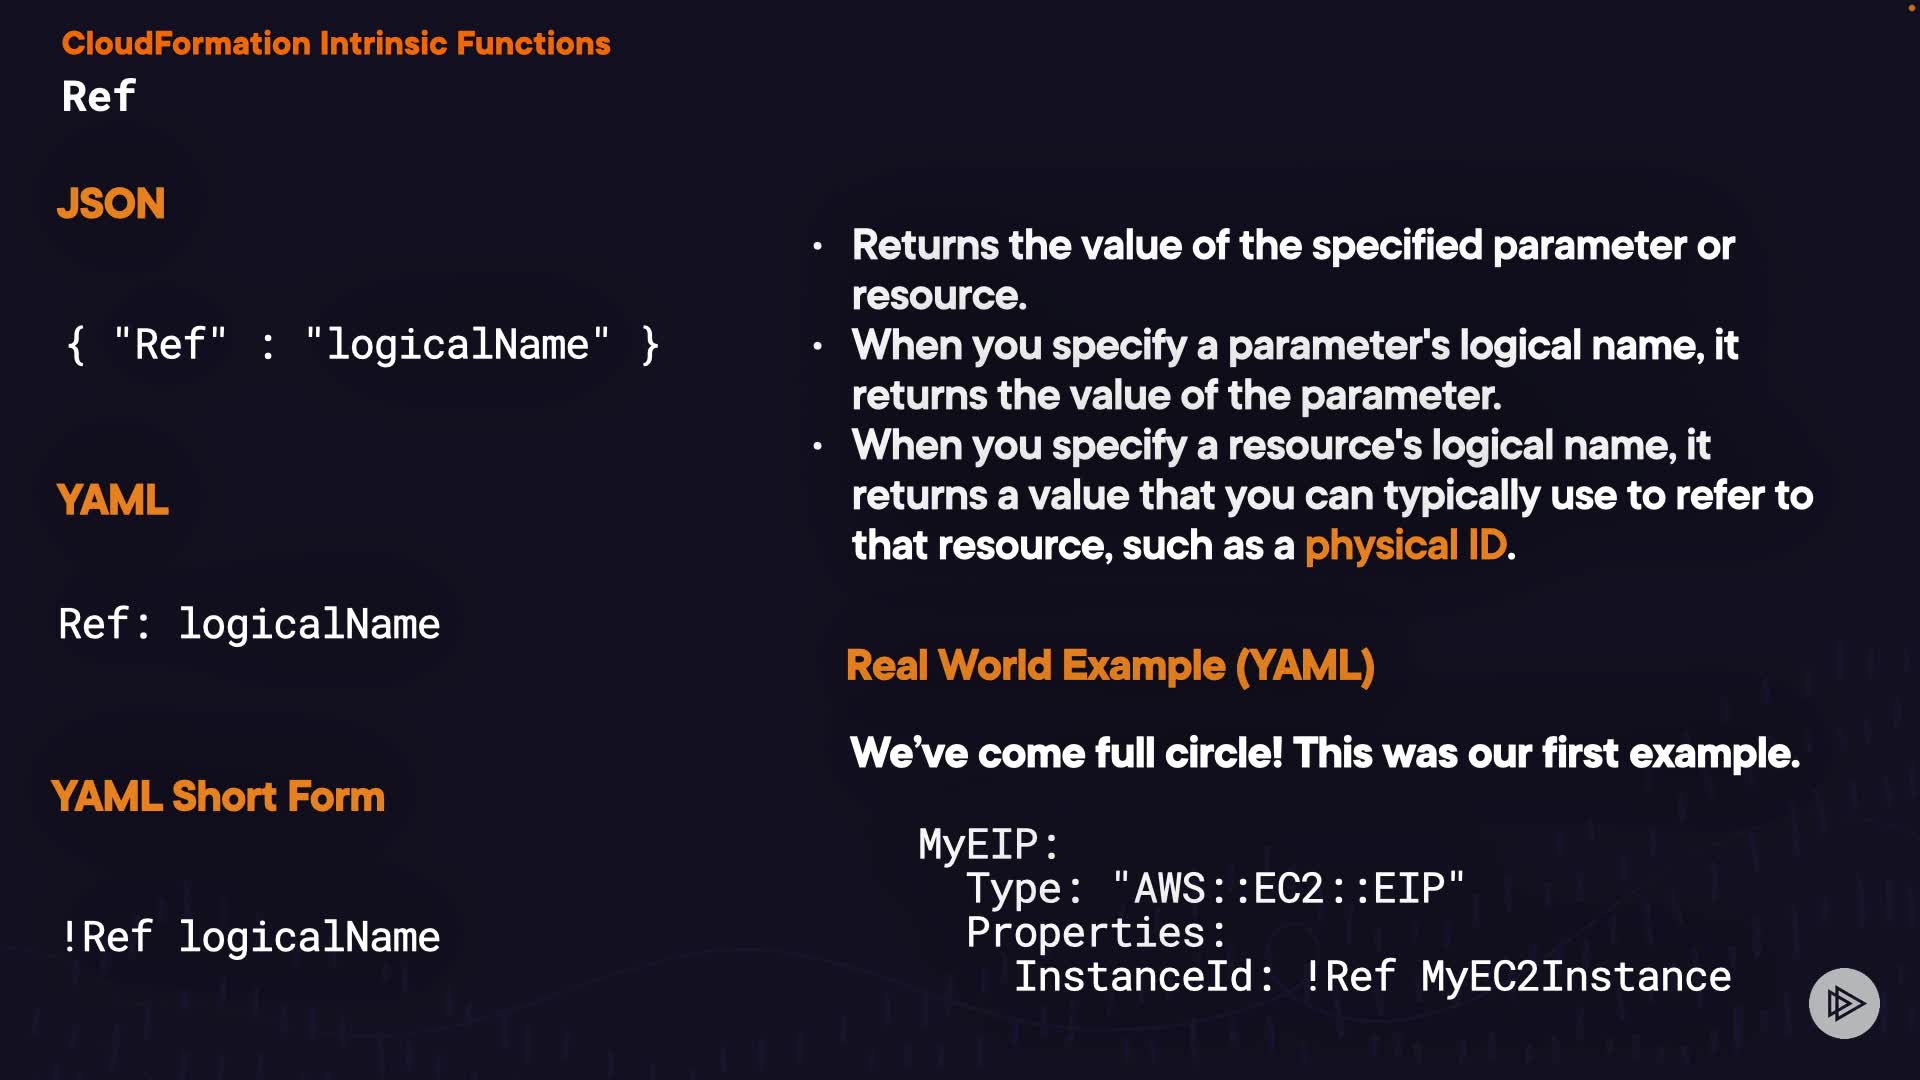 CloudFormation Intrinsic Functions
Ref
JSON
{ "Ref" : "logicalName" }
YAML
Ref: logicalName
YAML Short Form
!Ref logicalName
• Returns the value of the specified parameter or
resource.
• When you specify a parameter's logical name, it
returns the value of the parameter.
• When you specify a resource's logical name, it
returns a value that you can typically use to refer to
that resource, such as a physical ID.
Real World Example (YAML)
We’ve come full circle! This was our first example.
MyEIP:
  Type: "AWS::EC2::EIP"
  Properties:
    InstanceId: !Ref MyEC2Instance